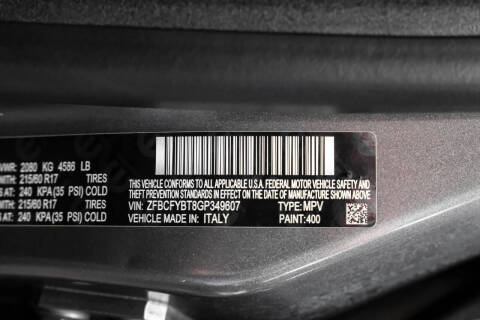 VWR: 2080 KG 4586 LB
215/60 R17 TIRES
S AT: 240 KPA (35 PSI) COLD
215/60 R17 TIRES
S AT: 240 KPA (35 PSI) COLD
THIS VEHICLE CONFORMS TO ALL APPLICABLE U.S.A. FEDERAL MOTOR VEHICLE SAFETY AND
THEFT PREVENTION STANDARDS IN EFFECT ON THE DATE OF MANUFACTURE SHOWN ABOVE.
VIN: ZFBCFYBT8GP349607 TYPE: MPV
VEHICLE MADE IN: ITALY PAINT: 400